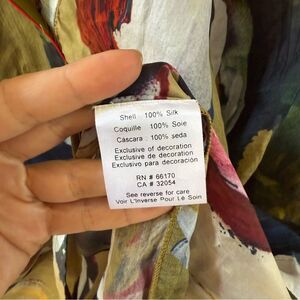 Shell 100% Silk
Coquille 100% Soie
Cáscara 100% seda
Exclusive of decoration
Exclusive de decoration
Exclusivo para decoración
RN # 66170
CA # 32054
See reverse for care
Voir L'Inverse Pour Le Soin